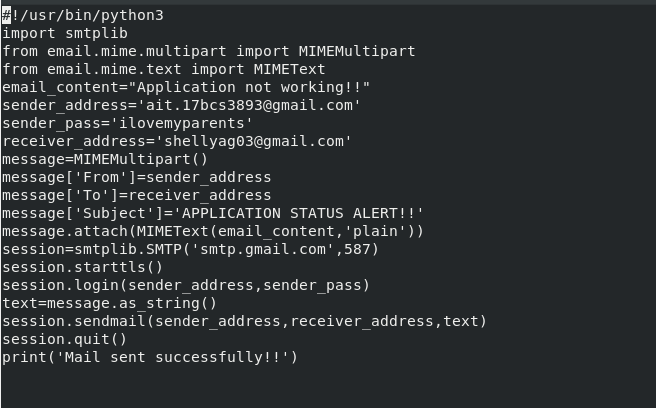 #!/usr/bin/python3
import smtplib
from email.mime.multipart import MIMEMultipart
from email.mime.text import MIMEText
email_content="Application not working!!"
sender_address='ait.17bcs3893@gmail.com'
sender_pass='ilovemyparents'
receiver_address='shellyag03@gmail.com'
message=MIMEMultipart()
message['From']=sender_address
message['To']=receiver_address
message['Subject']='APPLICATION STATUS ALERT!!'
message.attach(MIMEText(email_content,'plain'))
session=smtplib.SMTP('smtp.gmail.com',587)
session.starttls()
session.login(sender_address,sender_pass)
text=message.as_string()
session.sendmail(sender_address,receiver_address,text)
session.quit()
print('Mail sent successfully!!')